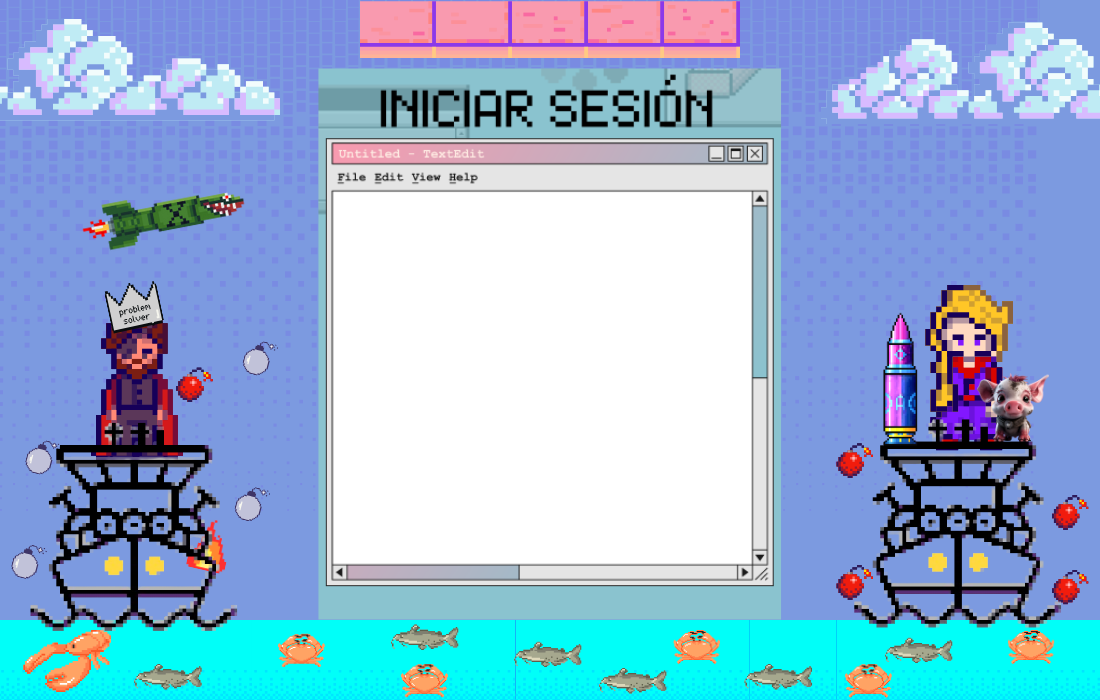 INICIAR SESIÓN
Untitled - TextEdit
File Edit View Help
problem
solver